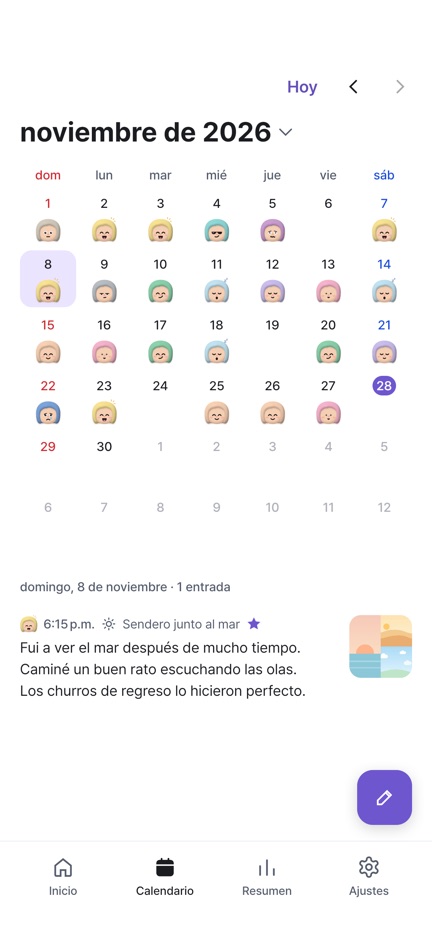 Hoy
noviembre de 2026
dom lun mar mié jue vie sáb
1 2 3 4 5 6 7
8 9 10 11 12 13 14
15 16 17 18 19 20 21
22 23 24 25 26 27 28
29 30 1 2 3 4 5
6 7 8 9 10 11 12
domingo, 8 de noviembre · 1 entrada
6:15 p.m. Sendero junto al mar
Fui a ver el mar después de mucho tiempo.
Caminé un buen rato escuchando las olas.
Los churros de regreso lo hicieron perfecto.
Inicio Calendario Resumen Ajustes